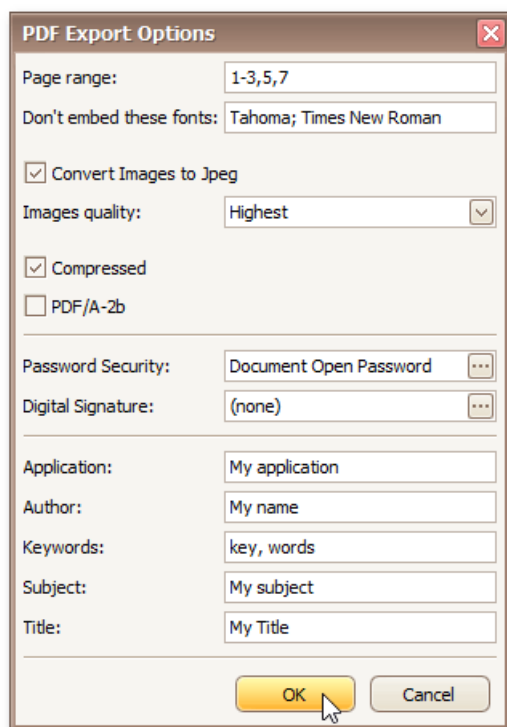 PDF Export Options
Page range: 1-3,5,7
Don't embed these fonts: Tahoma; Times New Roman
Convert Images to Jpeg
Images quality: Highest
Compressed
PDF/A-2b
Password Security: Document Open Password
Digital Signature: (none)
Application: My application
Author: My name
Keywords: key, words
Subject: My subject
Title: My Title
OK Cancel